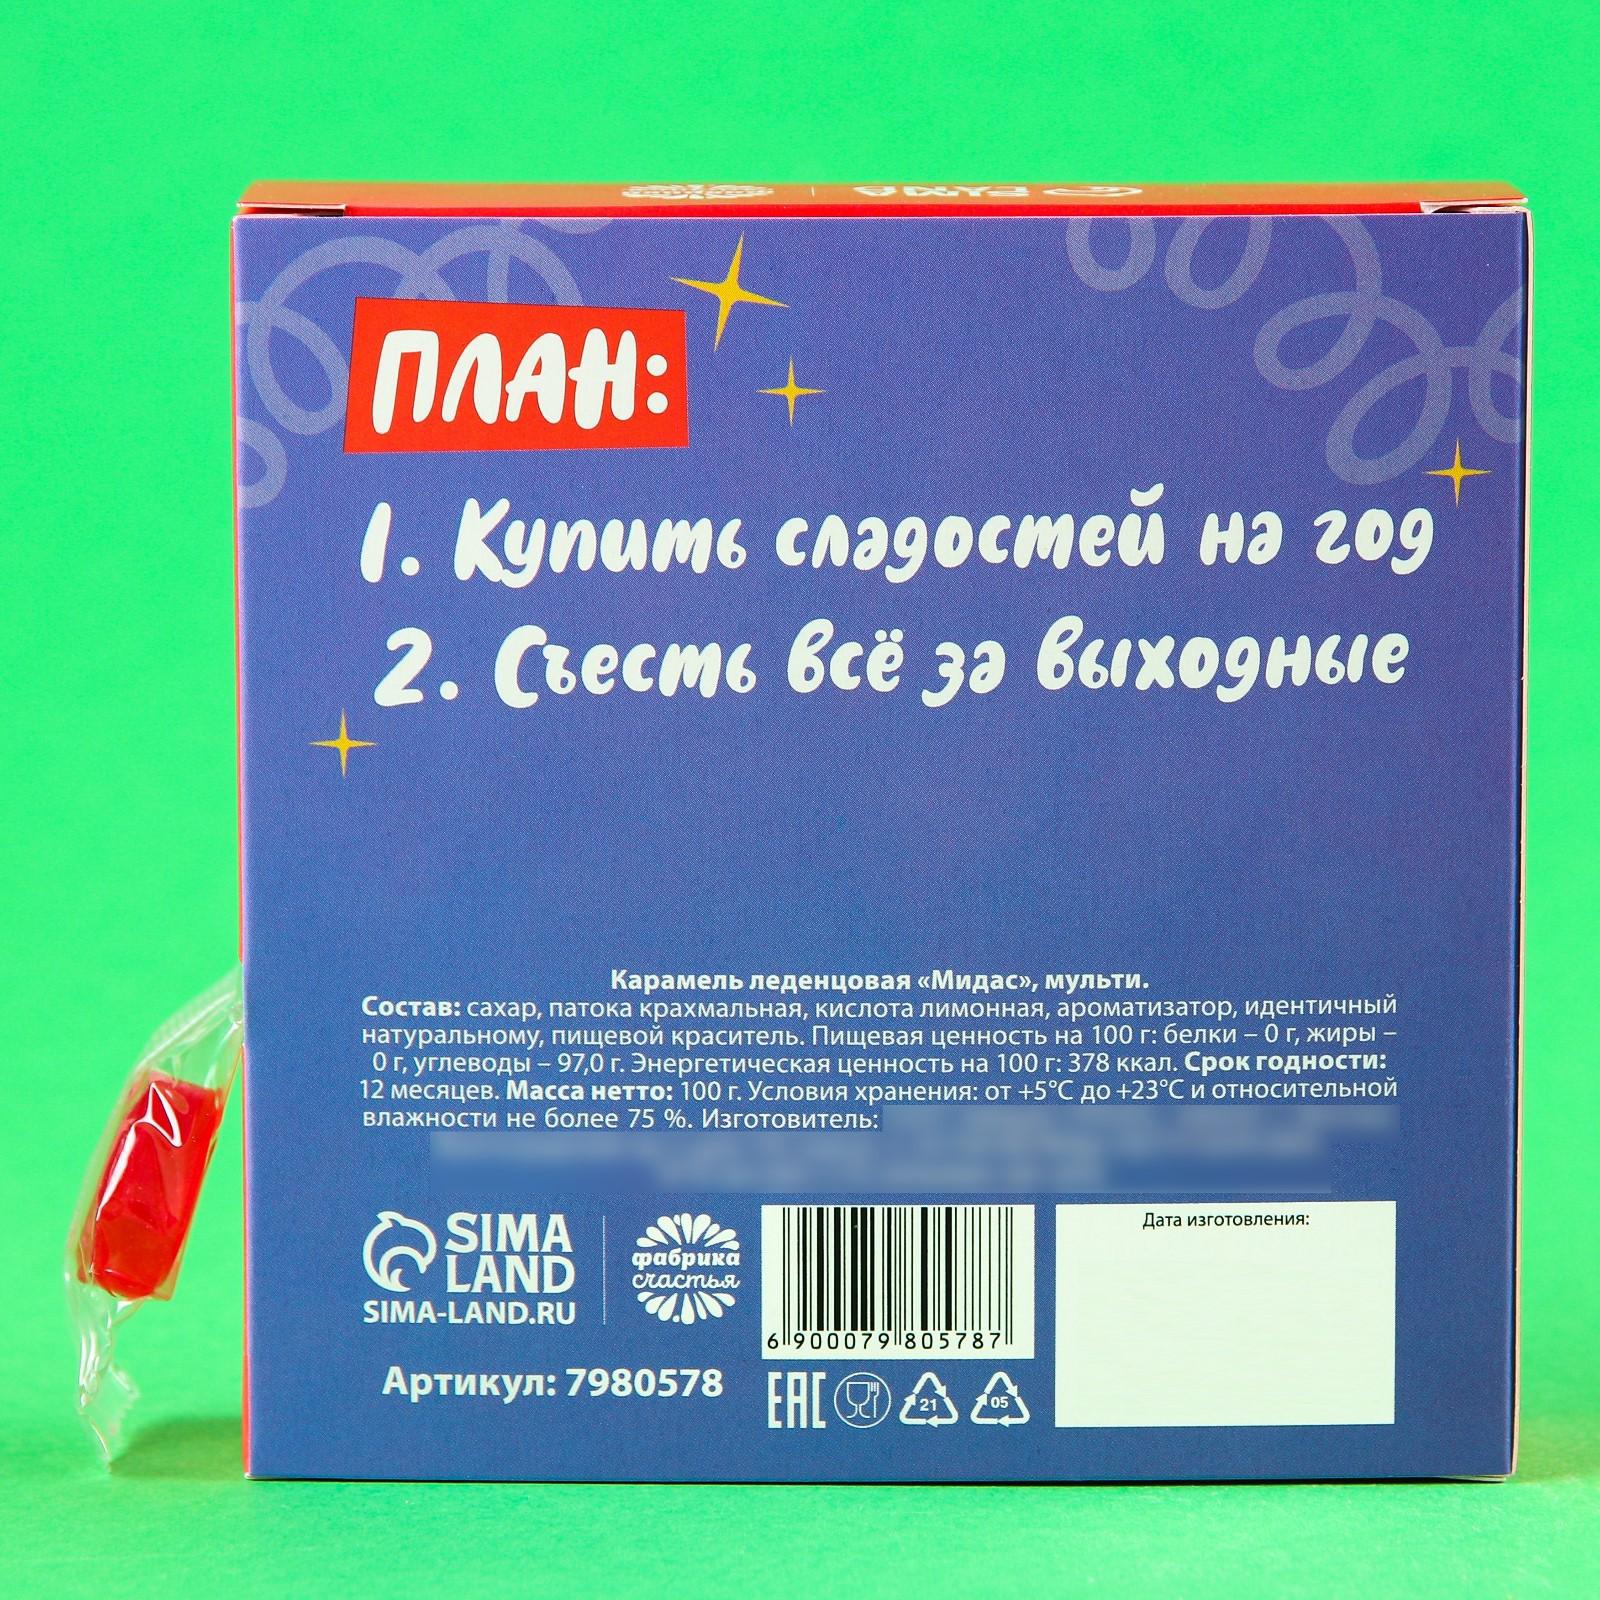 SIMA LAND
ПЛАН:
1. Купить сладостей на год
2. Съесть всё за выходные
Карамель леденцовая «Мидас», мульти.
Состав: сахар, патока крахмальная, кислота лимонная, ароматизатор, идентичный
натуральному, пищевой краситель. Пищевая ценность на 100 г: белки – 0 г, жиры –
0 г, углеводы – 97,0 г. Энергетическая ценность на 100 г: 378 ккал. Срок годности:
12 месяцев. Масса нетто: 100 г. Условия хранения: от +5°C до +23°C и относительной
влажности не более 75 %. Изготовитель:
SIMA
LAND
SIMA-LAND.RU
фабрика
счастья
6 900079 805787
Дата изготовления:
Артикул: 7980578
EAC
21
05